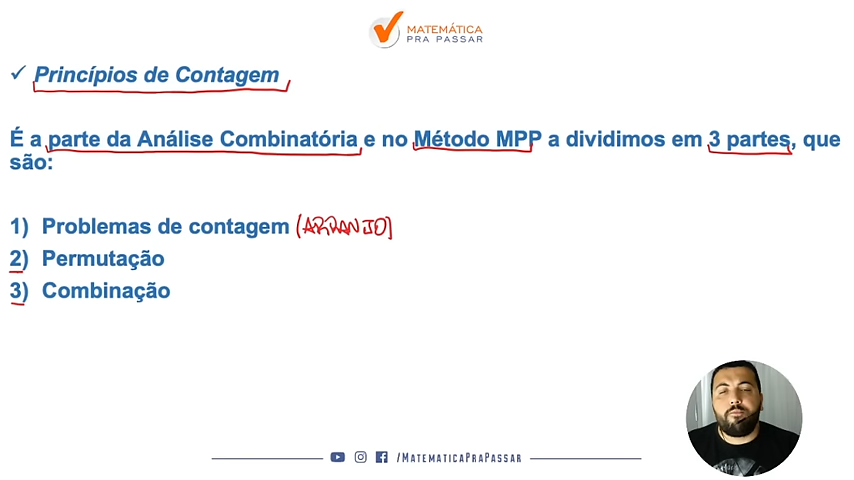 MATEMÁTICA
PRA PASSAR
Princípios de Contagem
É a parte da Análise Combinatória e no Método MPP a dividimos em 3 partes, que
são:
1) Problemas de contagem (ARRANJO)
2) Permutação
3) Combinação
/MatematicaPraPassar